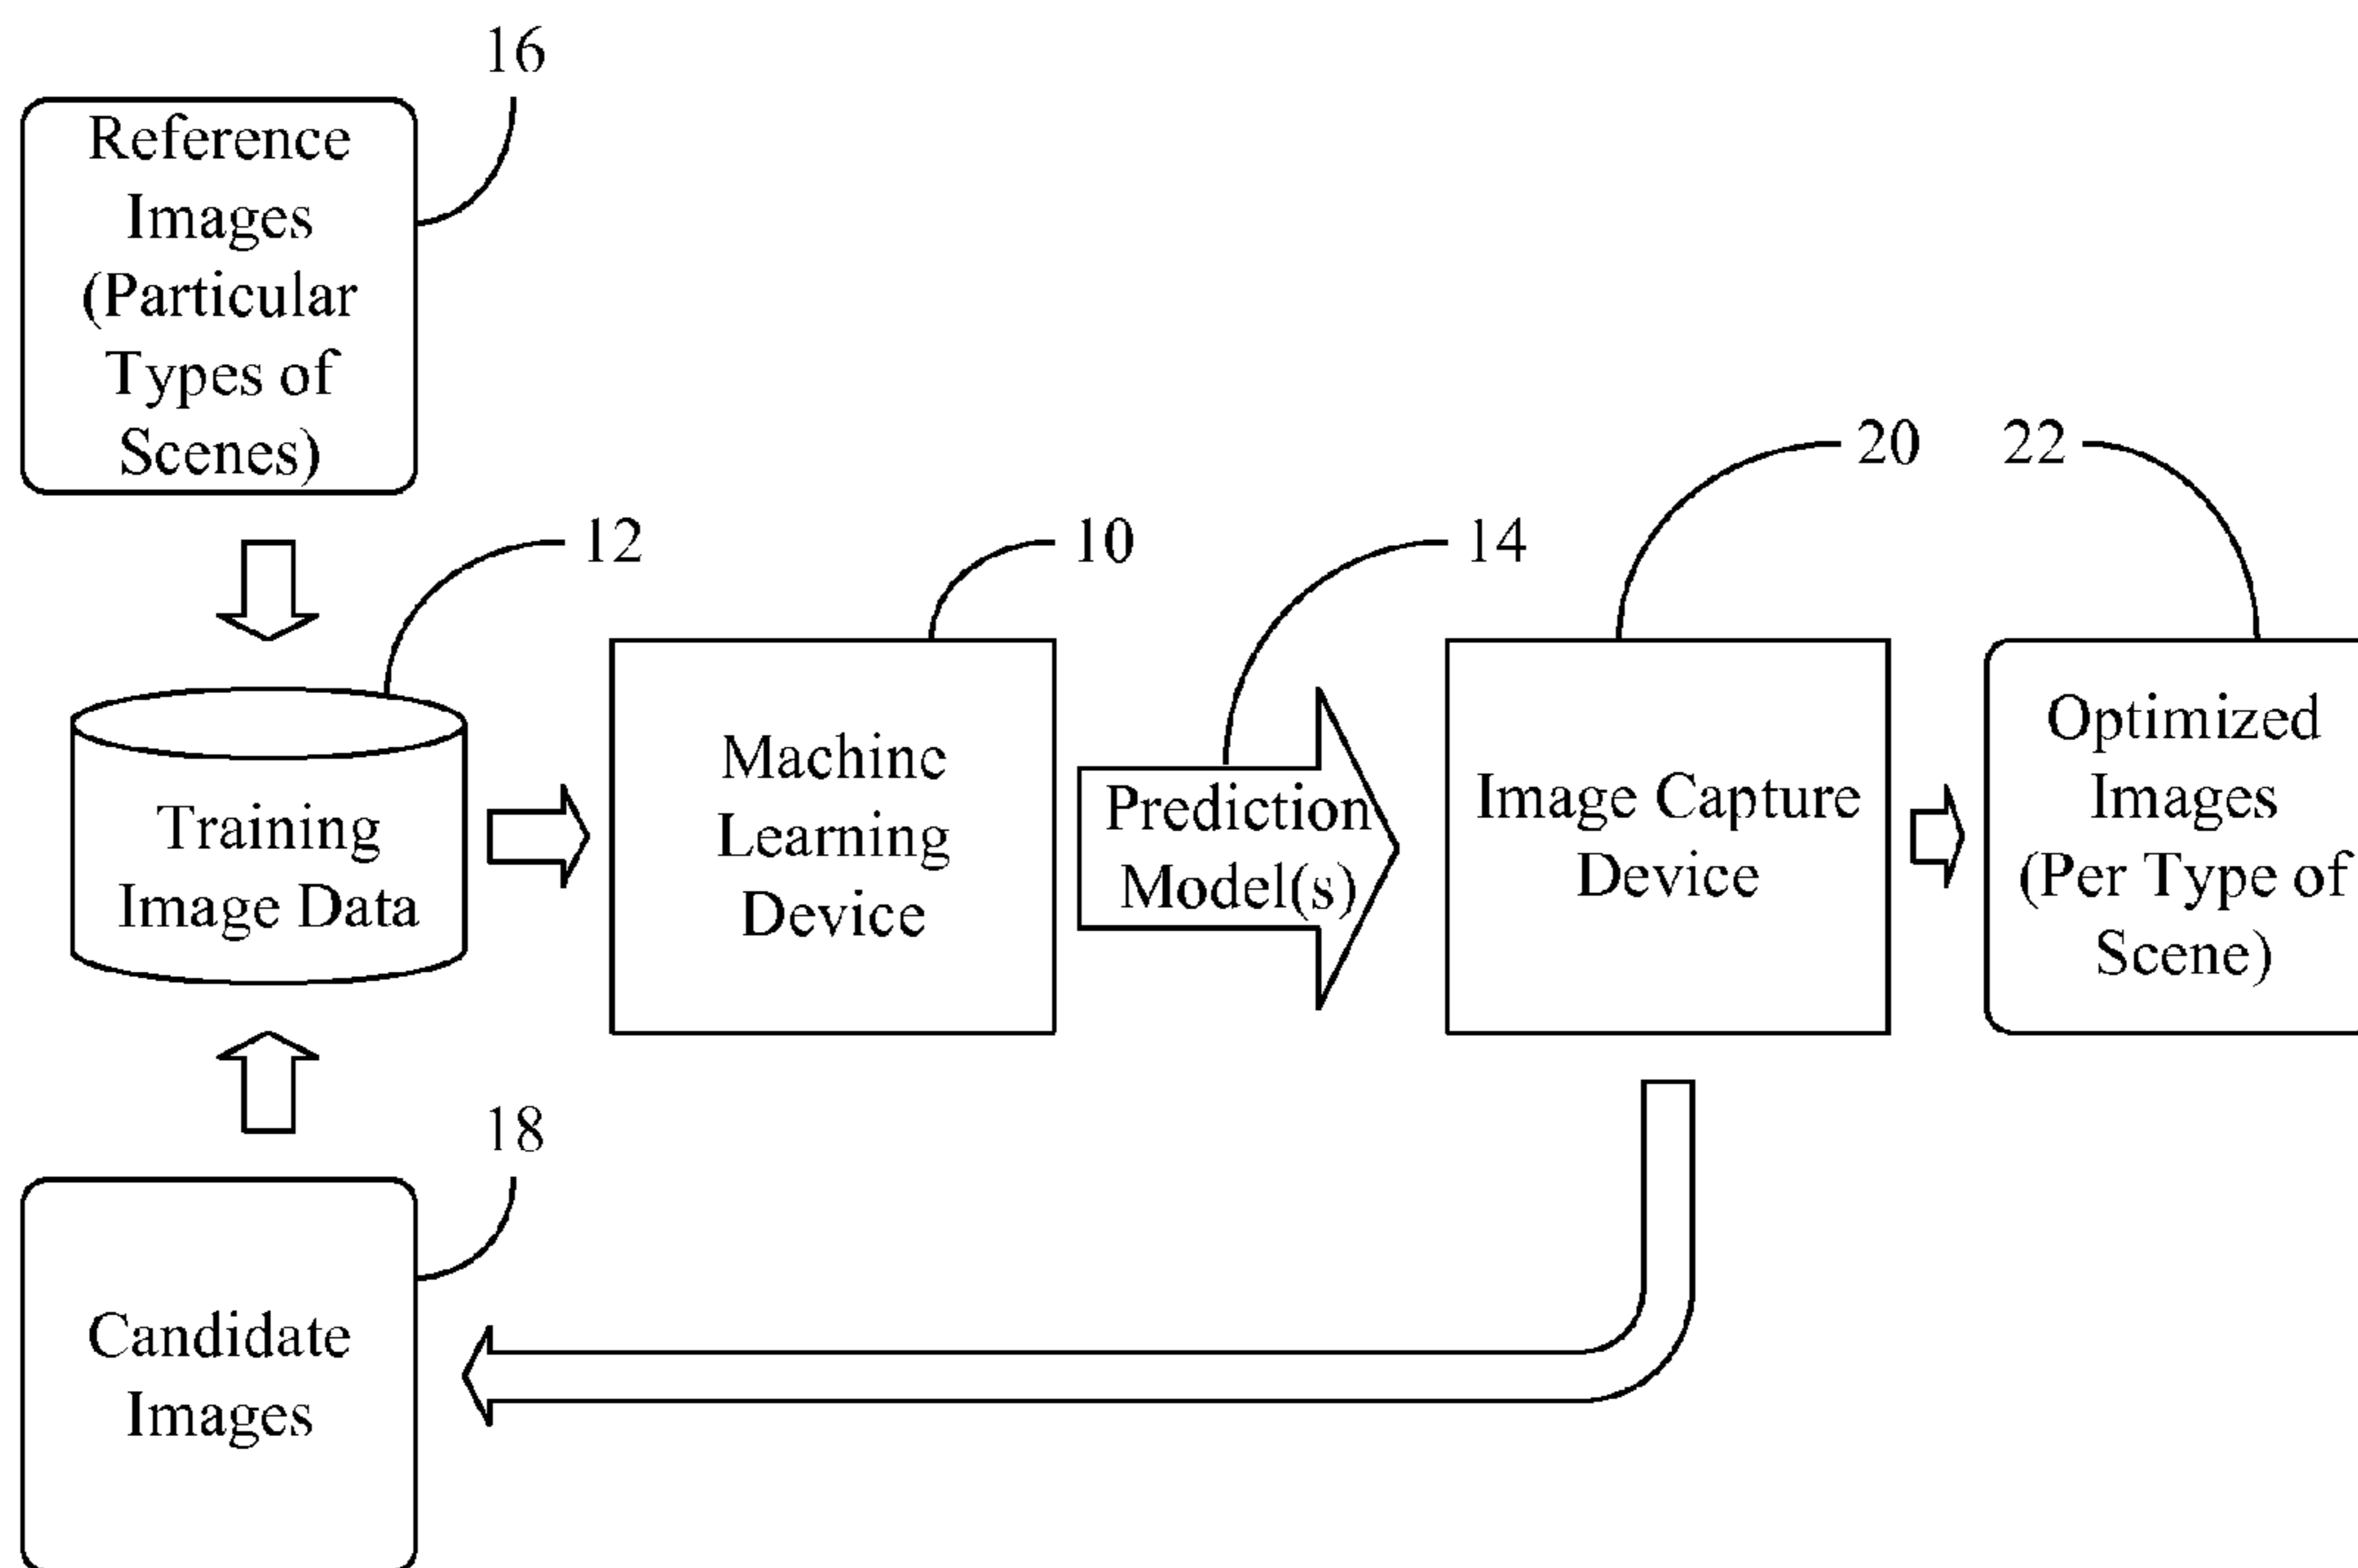 16
Reference
Images
(Particular
Types of
Scenes)
20
22
12
10
14
Training
Image Data
Machine
Learning
Device
Prediction
Model(s)
Image Capture
Device
Optimized
Images
(Per Type of
Scene)
18
Candidate
Images